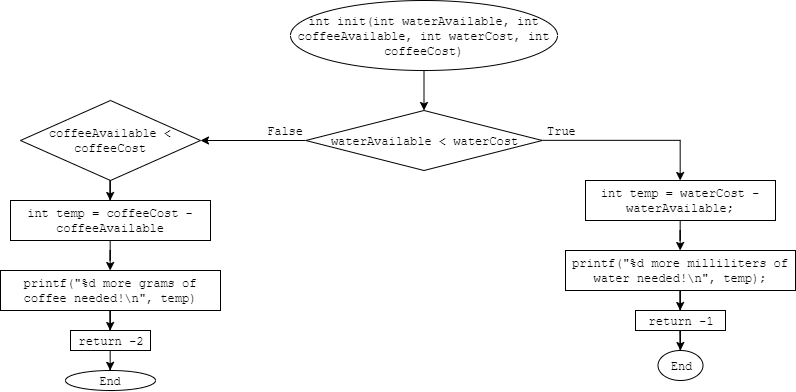 int init(int waterAvailable, int
coffeeAvailable, int waterCost, int
coffeeCost)
False
True
coffeeAvailable <
coffeeCost
waterAvailable < waterCost
int temp = coffeeCost -
coffeeAvailable
int temp = waterCost -
waterAvailable;
printf("%d more grams of
coffee needed!\n", temp)
printf("%d more milliliters of
water needed!\n", temp);
return -2
return -1
End
End